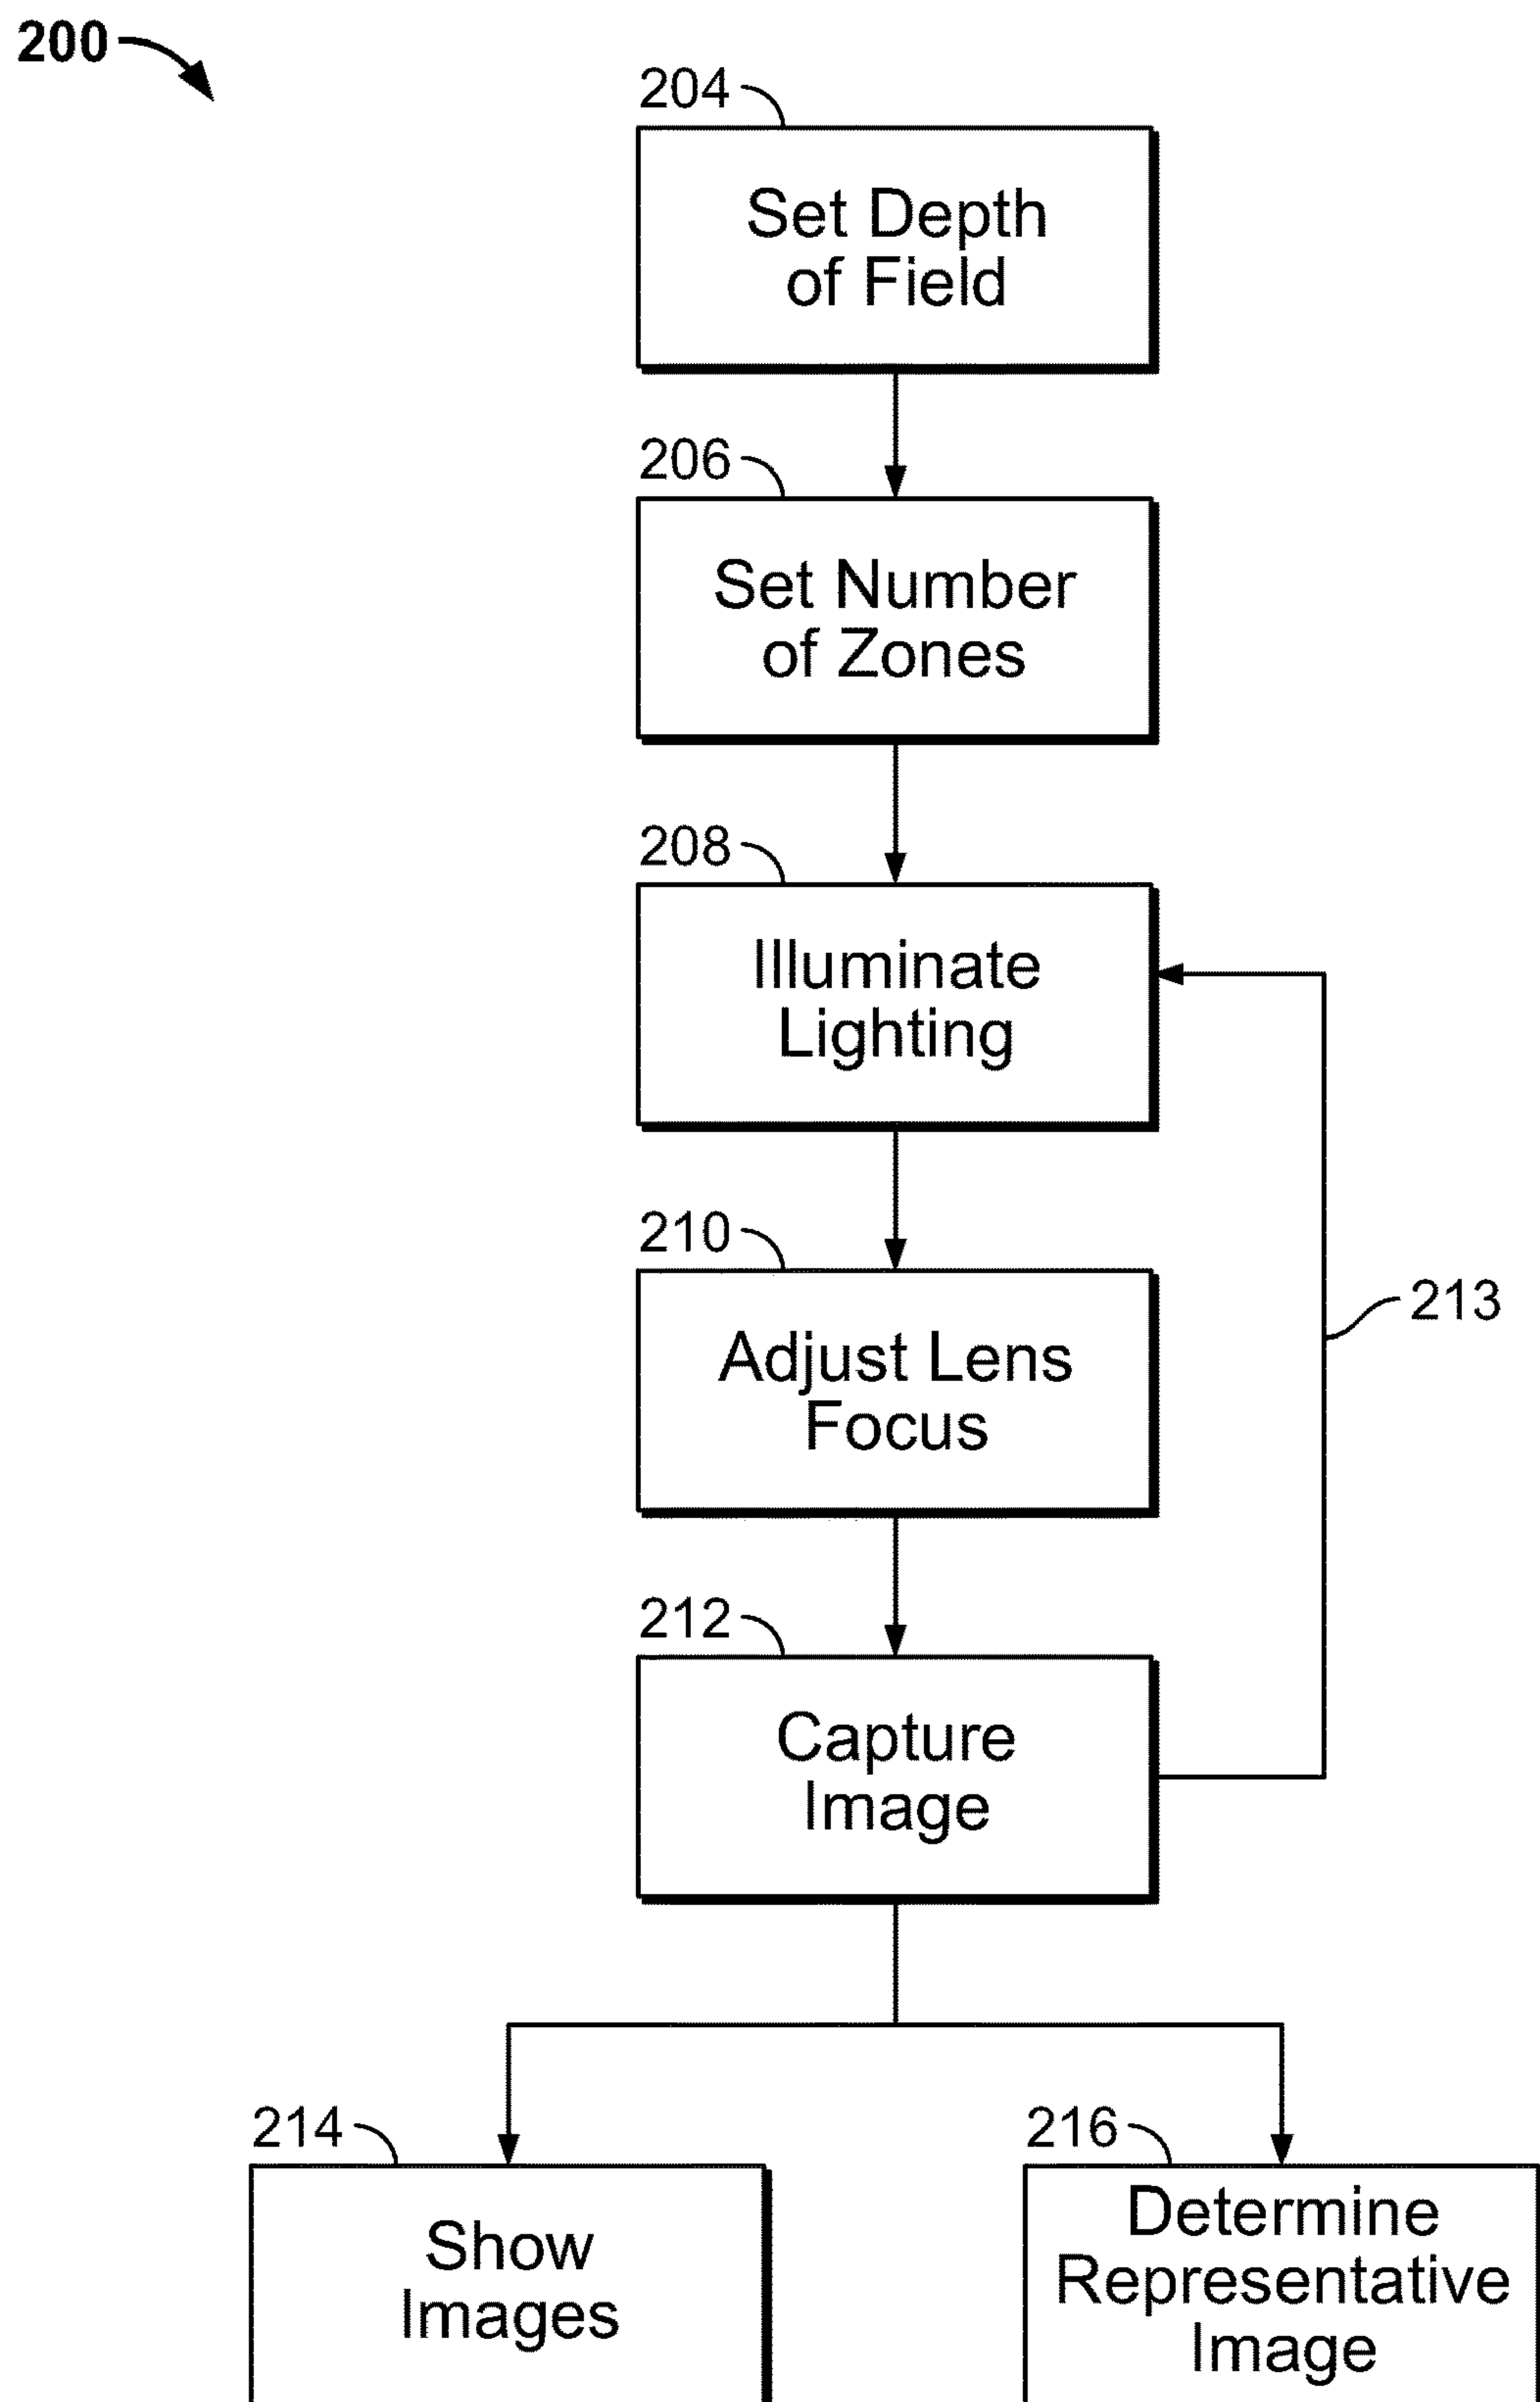 200
204
Set Depth
of Field
206
Set Number
of Zones
208
Illuminate
Lighting
210
Adjust Lens
Focus
213
212
Capture
Image
214
Show
Images
216
Determine
Representative
Image